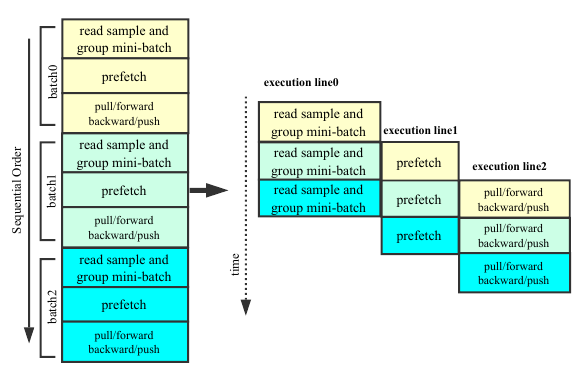 Sequential Order
batch0
read sample and
group mini-batch
prefetch
pull/forward
backward/push
batch1
read sample and
group mini-batch
prefetch
pull/forward
backward/push
batch2
read sample and
group mini-batch
prefetch
pull/forward
backward/push
time
execution line0
read sample and
group mini-batch
read sample and
group mini-batch
read sample and
group mini-batch
execution line1
prefetch
prefetch
prefetch
execution line2
pull/forward
backward/push
pull/forward
backward/push
pull/forward
backward/push